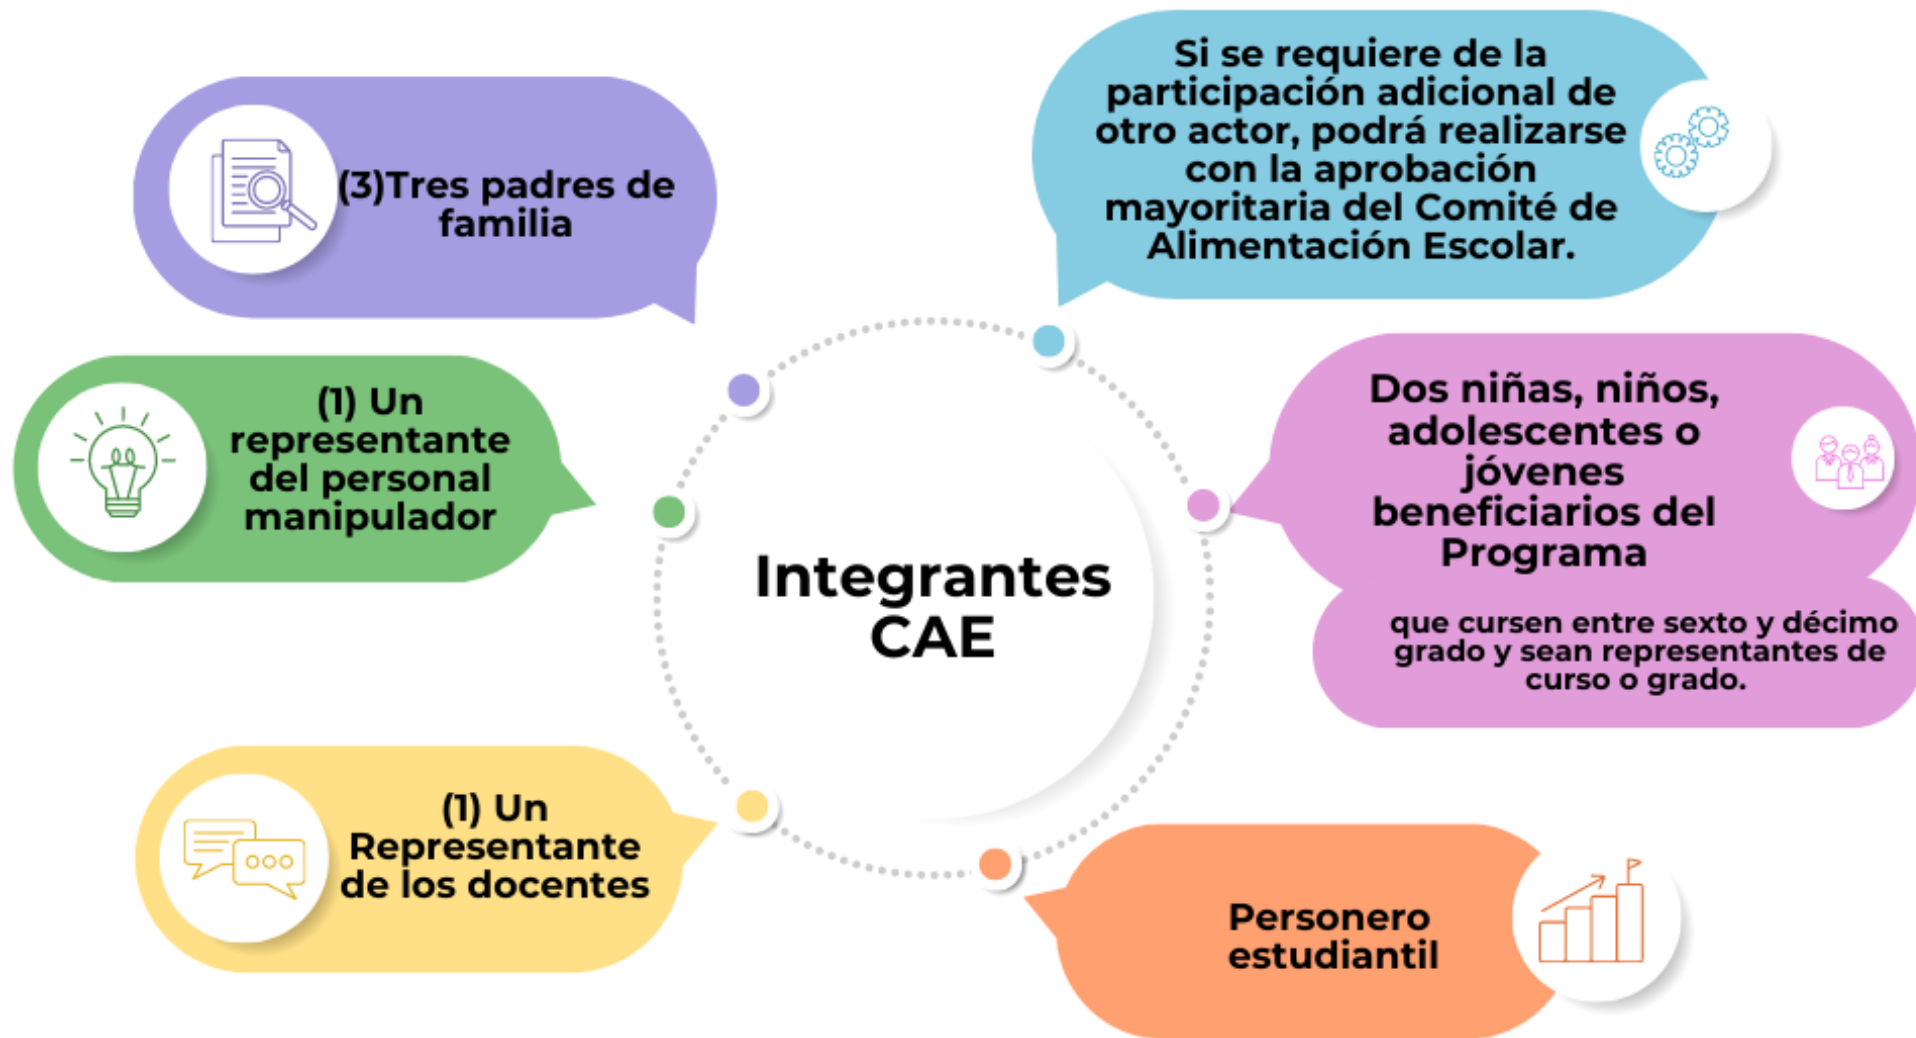 (3)Tres padres de
familia
Si se requiere de la
participación adicional de
otro actor, podrá realizarse
con la aprobación
mayoritaria del Comité de
Alimentación Escolar.
(1) Un
representante
del personal
manipulador
Dos niñas, niños,
adolescentes o
jóvenes
beneficiarios del
Programa
que cursen entre sexto y décimo
grado y sean representantes de
curso o grado.
Integrantes
CAE
(1) Un
Representante
de los docentes
Personero
estudiantil